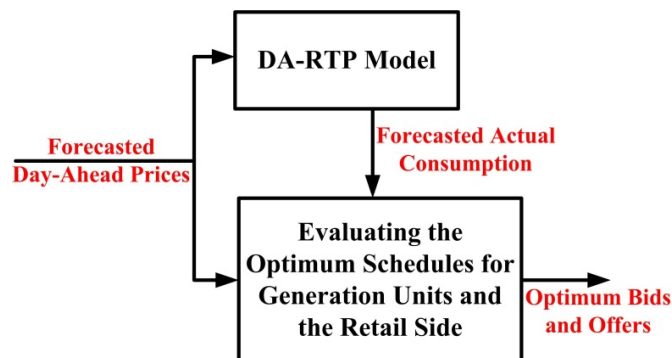 DA-RTP Model
Forecasted
Day-Ahead Prices
Forecasted Actual
Consumption
Evaluating the
Optimum Schedules for
Generation Units and
the Retail Side
Optimum Bids
and Offers